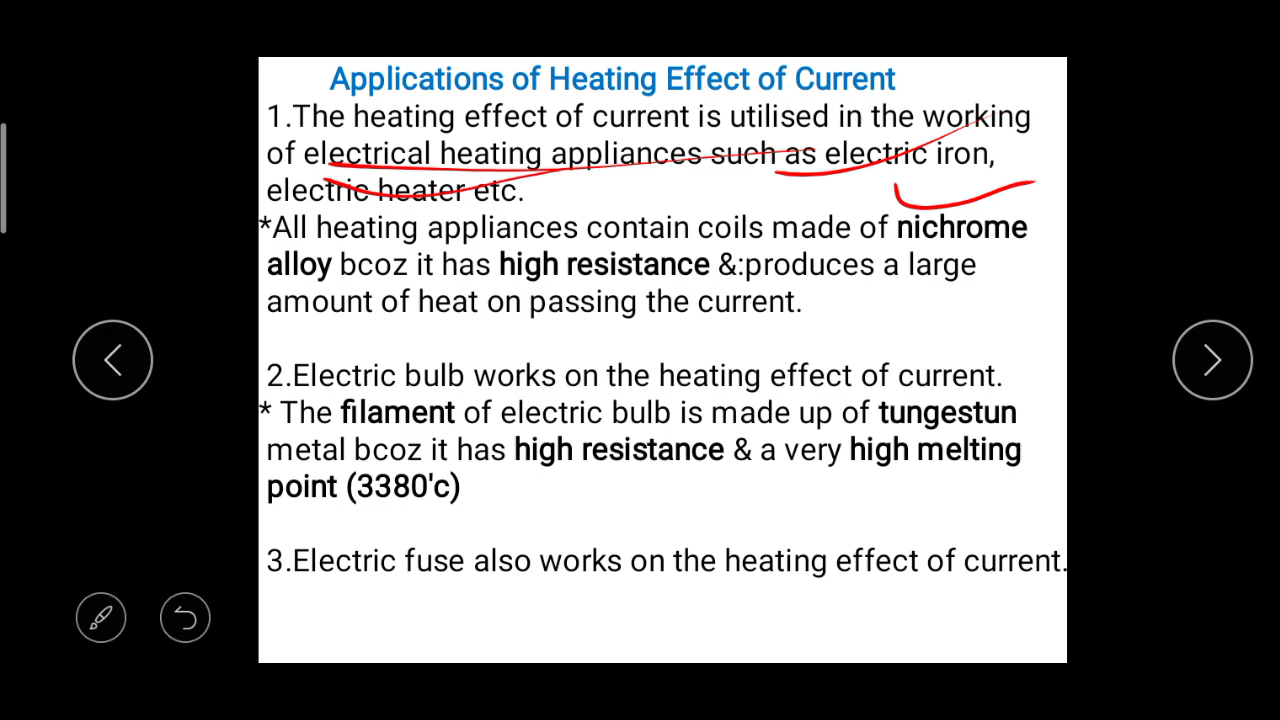 Applications of Heating Effect of Current
1.The heating effect of current is utilised in the working
of electrical heating appliances such as electric iron,
electric heater etc.
*All heating appliances contain coils made of nichrome
alloy bcoz it has high resistance &:produces a large
amount of heat on passing the current.
2.Electric bulb works on the heating effect of current.
* The filament of electric bulb is made up of tungestun
metal bcoz it has high resistance & a very high melting
point (3380'c)
3.Electric fuse also works on the heating effect of current.